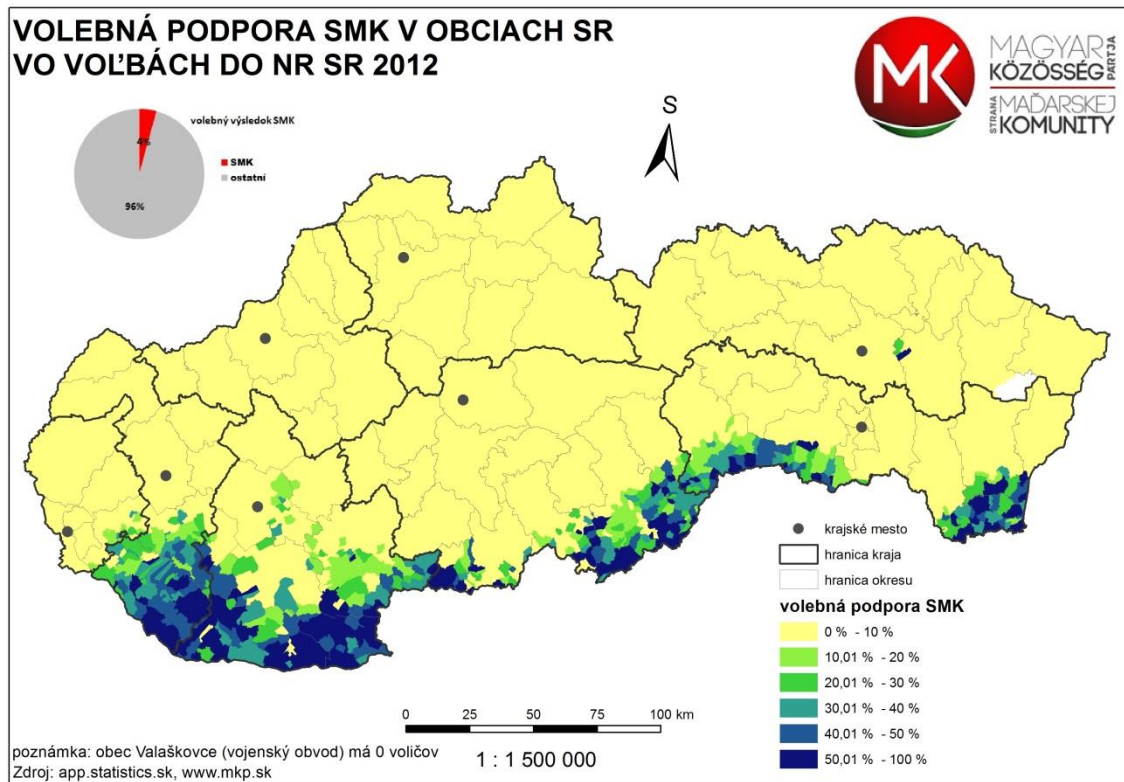 VOLEBNÁ PODPORA SMK V OBCIACH SR
VO VOĽBÁCH DO NR SR 2012
MK
MAGYAR
KÖZÖSSÉG
PÁRTJA
STRANA
MAĎARSKEJ
KOMUNITY
volebný výsledok SMK
4%
SMK
ostatní
96%
S
krajské mesto
hranica kraja
hranica okresu
volebná podpora SMK
0 % - 10 %
10,01 % - 20 %
20,01 % - 30 %
30,01 % - 40 %
40,01 % - 50 %
50,01 % - 100 %
0 25 50 75 100 km
1 : 1 500 000
poznámka: obec Valaškovce (vojenský obvod) má 0 voličov
Zdroj: app.statistics.sk, www.mkp.sk